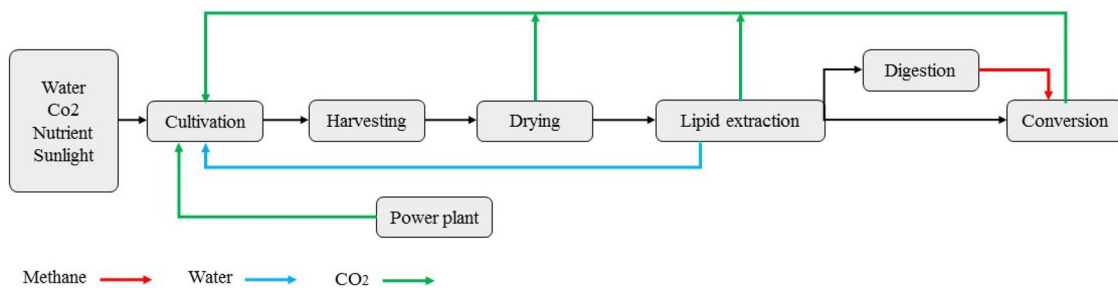 Water
Co2
Nutrient
Sunlight
Cultivation
Harvesting
Drying
Lipid extraction
Digestion
Conversion
Power plant
Methane
Water
CO2